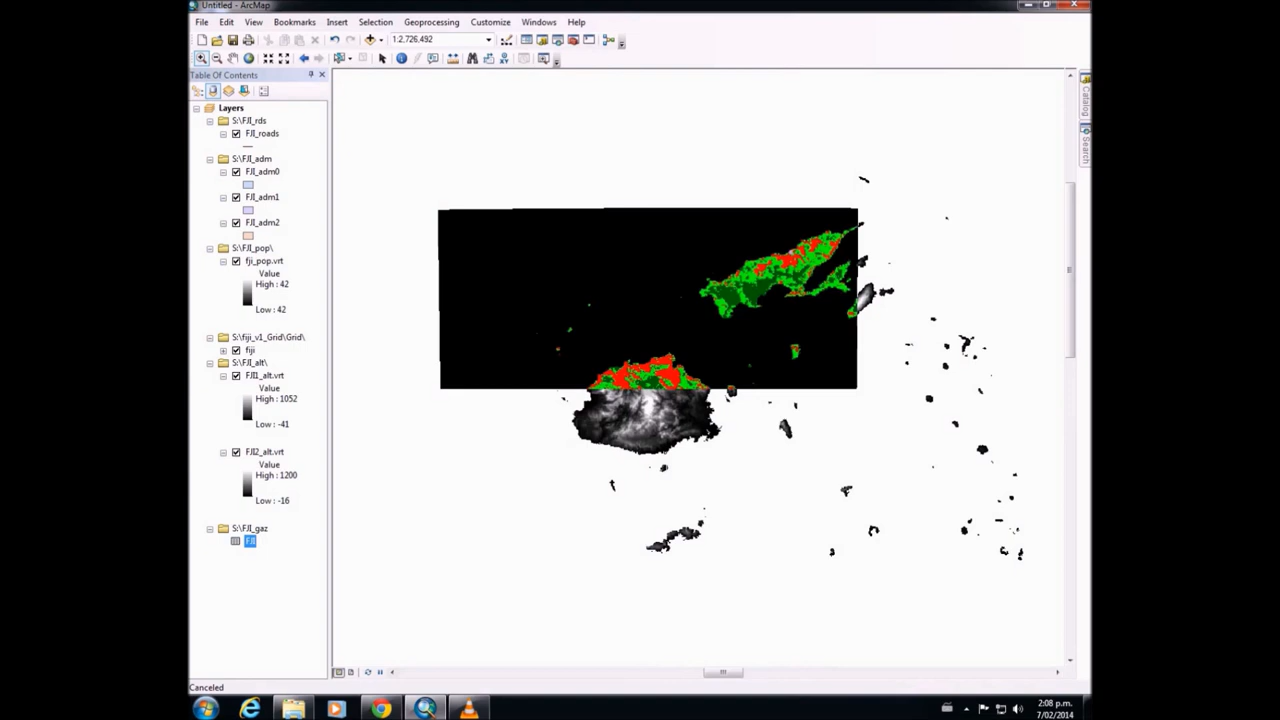 Untitled - ArcMap
File Edit View Bookmarks Insert Selection Geoprocessing Customize Windows Help
1:2,726,492
Table Of Contents
Layers
S:\FJI_rds
FJI_roads
S:\FJI_adm
FJI_adm0
FJI_adm1
FJI_adm2
S:\FJI_pop\
fji_pop.vrt
Value
High : 42
Low : 42
S:\fiji_v1_Grid\Grid\
fiji
S:\FJI_alt\
FJI1_alt.vrt
Value
High : 1052
Low : -41
FJI2_alt.vrt
Value
High : 1200
Low : -16
S:\FJI_gaz
FJI
Catalog
Search
Canceled
2:08 p.m.
7/02/2014